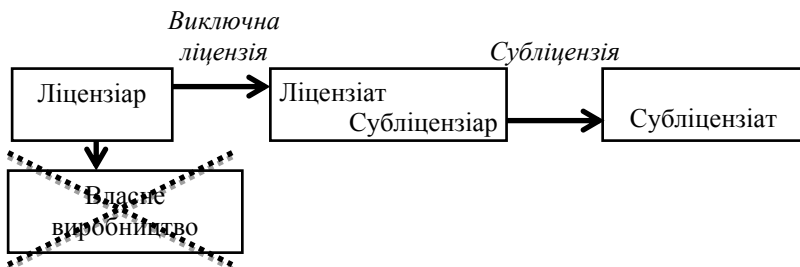 Виключна
ліцензія
Субліцензія
Ліцензіар
Ліцензіат
Субліцензіар
Субліцензіат
Власне
виробництво